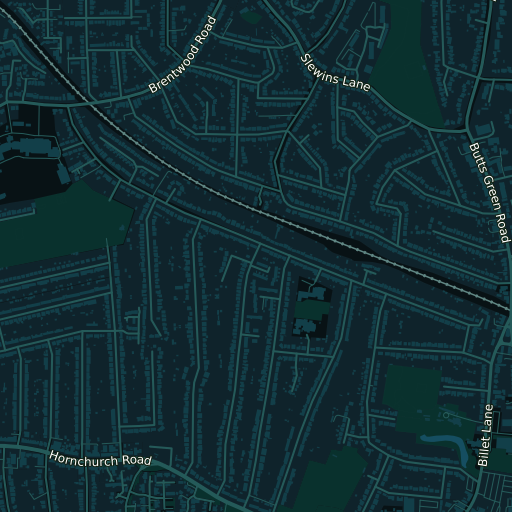 Brentwood Road
Slewins Lane
Butts Green Road
Billet Lane
Hornchurch Road